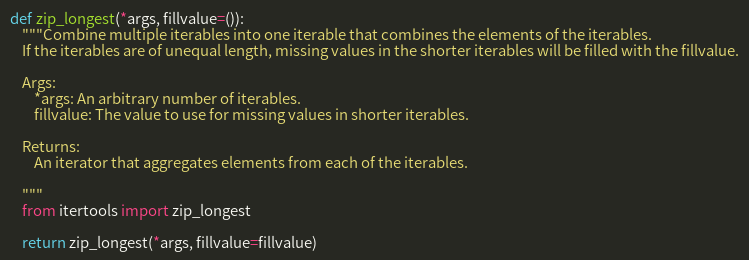 def zip_longest(*args, fillvalue=()):
    """Combine multiple iterables into one iterable that combines the elements of the iterables.
    If the iterables are of unequal length, missing values in the shorter iterables will be filled with the fillvalue.

    Args:
        *args: An arbitrary number of iterables.
        fillvalue: The value to use for missing values in shorter iterables.

    Returns:
        An iterator that aggregates elements from each of the iterables.

    """
    from itertools import zip_longest

    return zip_longest(*args, fillvalue=fillvalue)